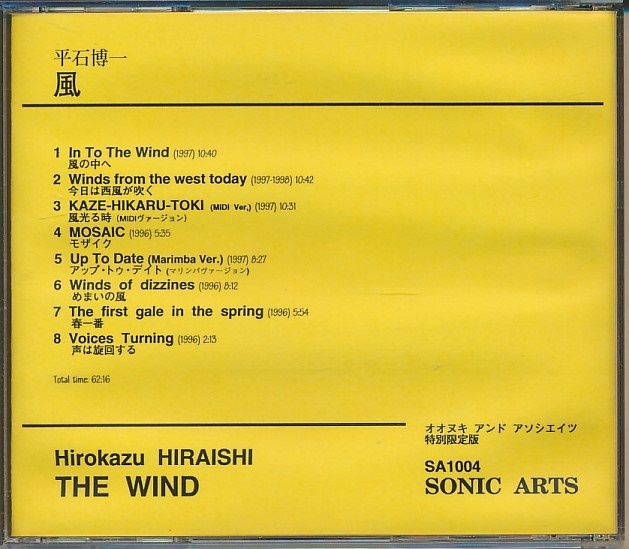 平石博一
風
1 In To The Wind (1997) 10:40
風の中へ
2 Winds from the west today (1997-1998) 10:42
今日は西風が吹く
3 KAZE-HIKARU-TOKI (MIDI Ver.) (1997) 10:31
風光る時 (MIDIヴァージョン)
4 MOSAIC (1996) 5:35
モザイク
5 Up To Date (Marimba Ver.) (1997) 8:27
アップ・トゥ・デイト (マリンバヴァージョン)
6 Winds of dizzines (1996) 8:12
めまいの風
7 The first gale in the spring (1996) 5:54
春一番
8 Voices Turning (1996) 2:13
声は旋回する
Total time: 62:16
オオヌキ アンド アソシエイツ
特別限定版
Hirokazu HIRAISHI
THE WIND
SA1004
SONIC ARTS